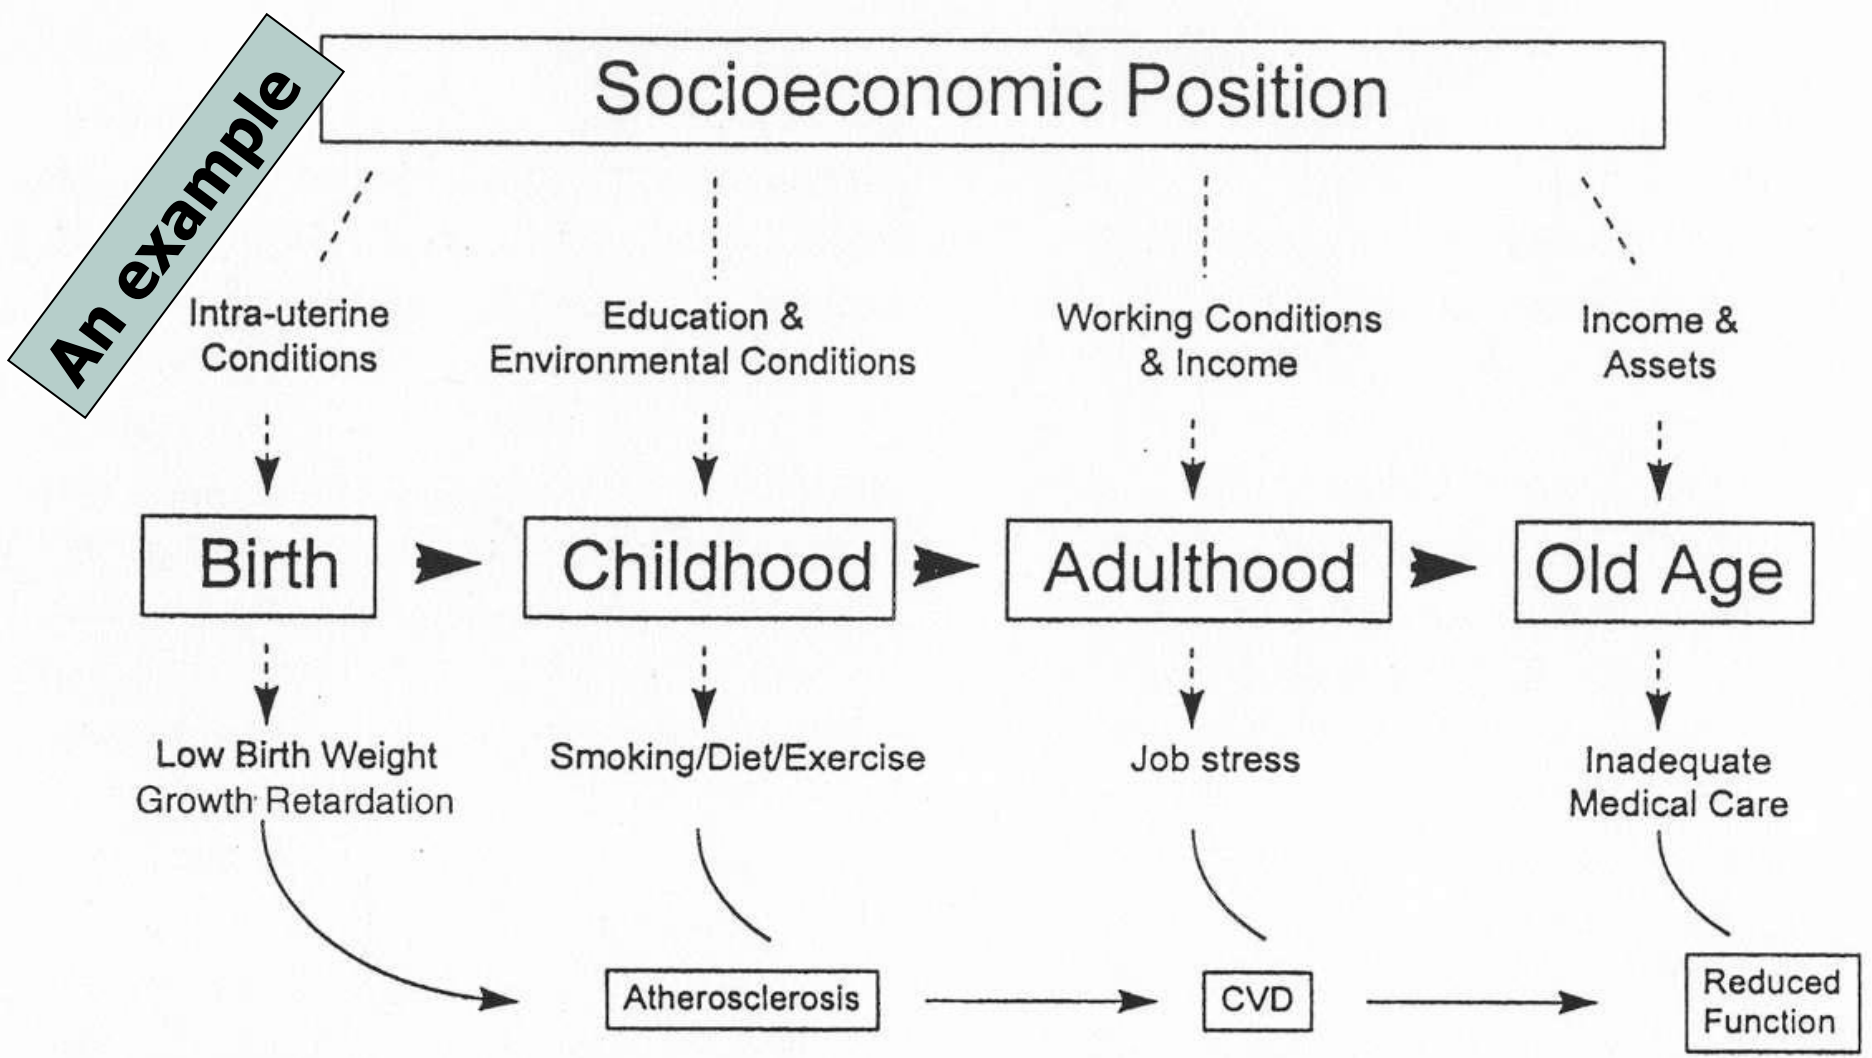 An example
Socioeconomic Position
Intra-uterine
Conditions
Education &
Environmental Conditions
Working Conditions
& Income
Income &
Assets
Birth
Childhood
Adulthood
Old Age
Low Birth Weight
Growth Retardation
Smoking/Diet/Exercise
Job stress
Inadequate
Medical Care
Atherosclerosis
CVD
Reduced
Function